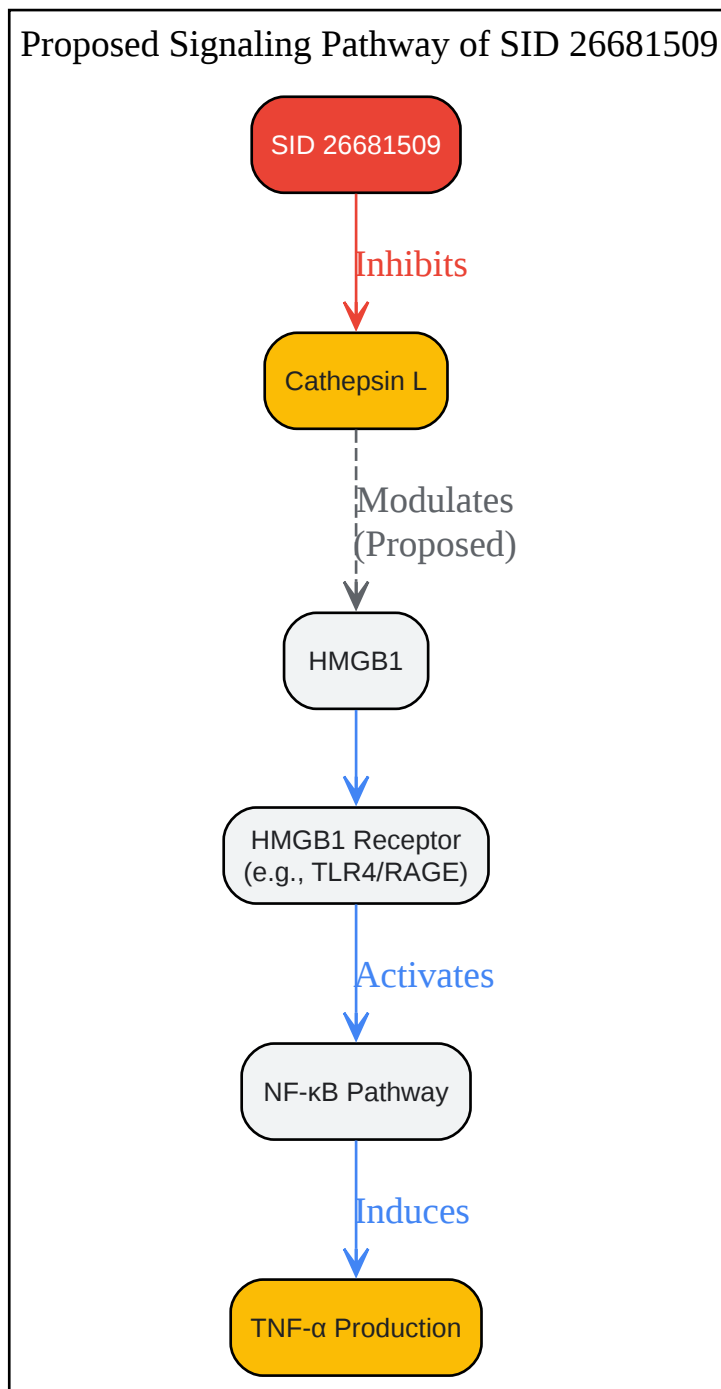 Proposed Signaling Pathway of SID 26681509
SID 26681509
Inhibits
Cathepsin L
Modulates
(Proposed)
HMGB1
HMGB1 Receptor
(e.g., TLR4/RAGE)
Activates
NF-κB Pathway
Induces
TNF-α Production